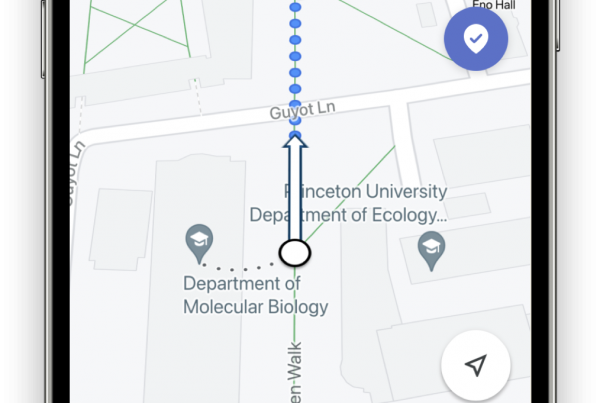 Eno Hall
Guyot Ln
Guyot Ln
Princeton University
Department of Ecology...
Department of
Molecular Biology
en-Walk